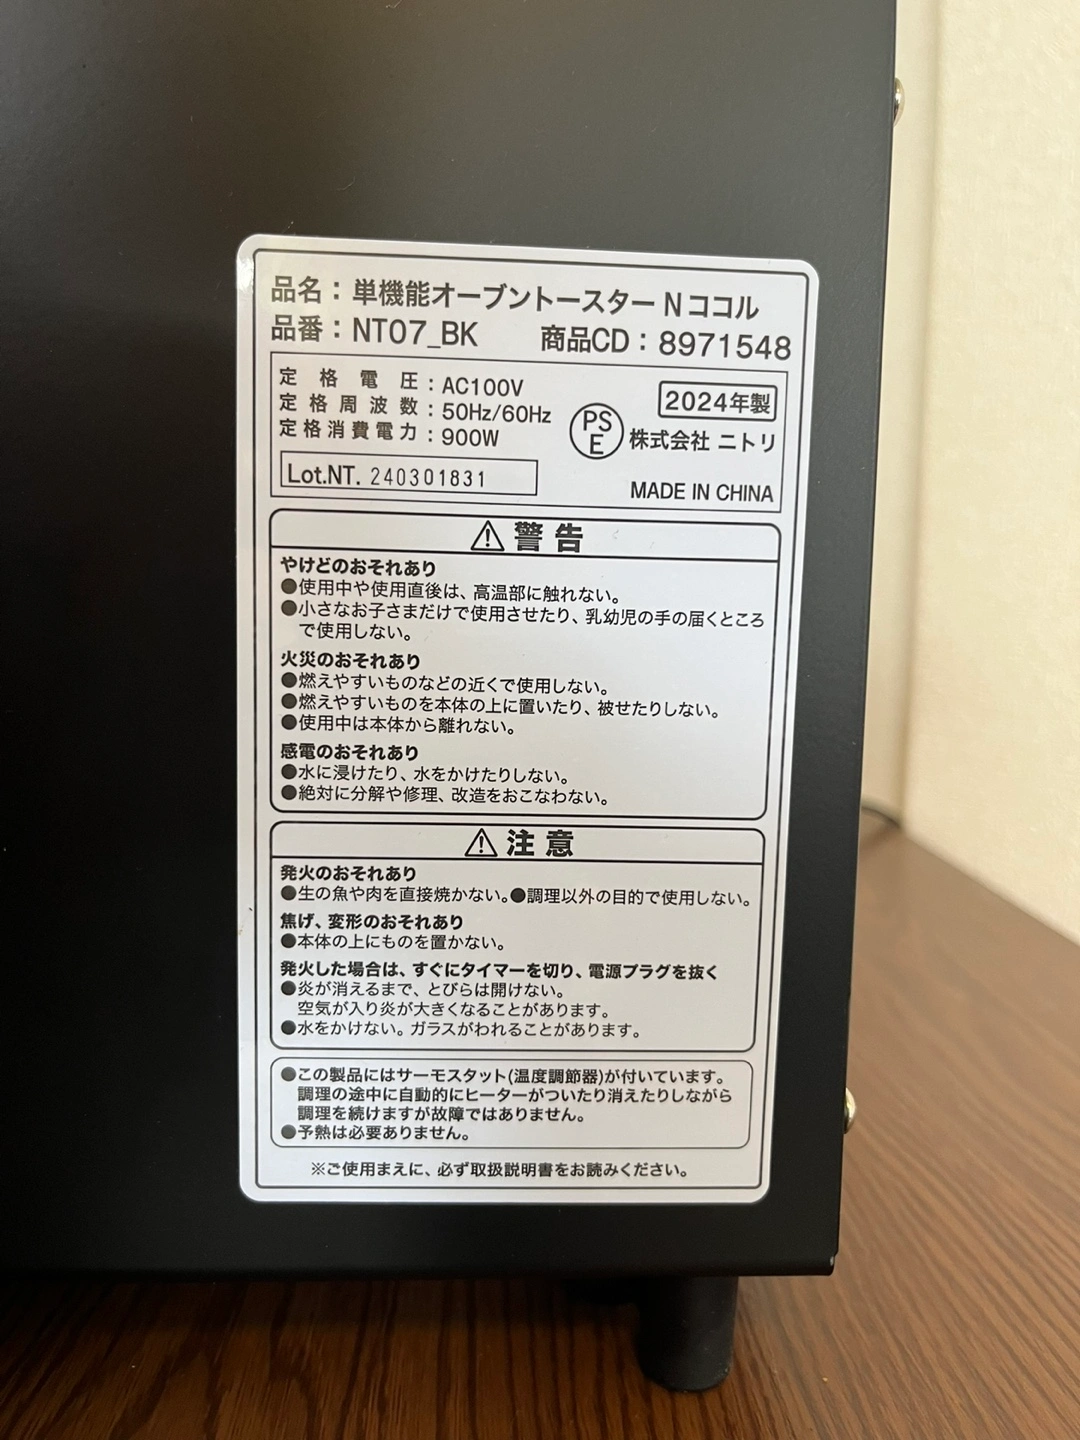 品名：単機能オーブントースター N ココル
品番：NT07_BK 商品CD：8971548
定格電圧：AC100V
定格周波数：50Hz/60Hz
定格消費電力：900W
2024年製
PS
E
株式会社 ニトリ
Lot.NT. 240301831
MADE IN CHINA
警告
やけどのおそれあり
●使用中や使用直後は、高温部に触れない。
●小さなお子さまだけで使用させたり、乳幼児の手の届くところ
で使用しない。
火災のおそれあり
●燃えやすいものなどの近くで使用しない。
●燃えやすいものを本体の上に置いたり、被せたりしない。
●使用中は本体から離れない。
感電のおそれあり
●水に浸けたり、水をかけたりしない。
●絶対に分解や修理、改造をおこなわない。
注意
発火のおそれあり
●生の魚や肉を直接焼かない。●調理以外の目的で使用しない。
焦げ、変形のおそれあり
●本体の上にものを置かない。
発火した場合は、すぐにタイマーを切り、電源プラグを抜く
●炎が消えるまで、とびらは開けない。
空気が入り炎が大きくなることがあります。
●水をかけない。ガラスがわれることがあります。
●この製品にはサーモスタット(温度調節器)が付いています。
調理の途中に自動的にヒーターがついたり消えたりしながら
調理を続けますが故障ではありません。
●予熱は必要ありません。
※ご使用まえに、必ず取扱説明書をお読みください。